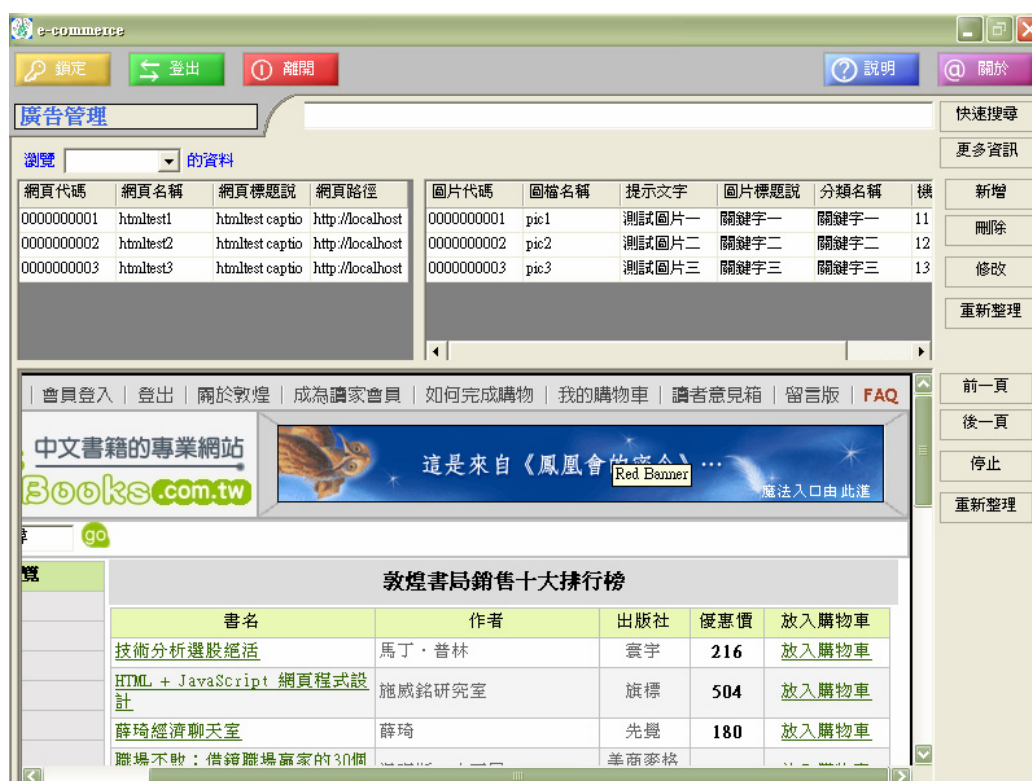 e-commerce
鎖定 登出 離開 說明 @ 關於
廣告管理 快速搜尋
瀏覽 的資料 更多資訊
網頁代碼 網頁名稱 網頁標題說 網頁路徑 圖片代碼 圖檔名稱 提示文字 圖片標題說 分類名稱 機 新增
0000000001 htmltest1 htmltest captio http://localhost 0000000001 pic1 測試圖片一 關鍵字一 關鍵字一 11
刪除
0000000002 htmltest2 htmltest captio http://localhost 0000000002 pic2 測試圖片二 關鍵字二 關鍵字二 12
0000000003 htmltest3 htmltest captio http://localhost 0000000003 pic3 測試圖片三 關鍵字三 關鍵字三 13 修改
重新整理
| 會員登入 | 登出 | 關於敦煌 | 成為讀家會員 | 如何完成購物 | 我的購物車 | 讀者意見箱 | 留言版 | FAQ 前一頁
後一頁
中文書籍的專業網站
這是來自《鳳凰會 》… 停止
Red Banner
Books.com.tw 魔法入口由此進
重新整理
go
覽 敦煌書局銷售十大排行榜
書名 作者 出版社 優惠價 放入購物車
技術分析選股絕活 馬丁‧普林 寰宇 216 放入購物車
HTML + JavaScript 網頁程式設
計 施威銘研究室 旗標 504 放入購物車
薛琦經濟聊天室 薛琦 先覺 180 放入購物車
職場不敗:借鏡職場贏家的30個 美商麥格